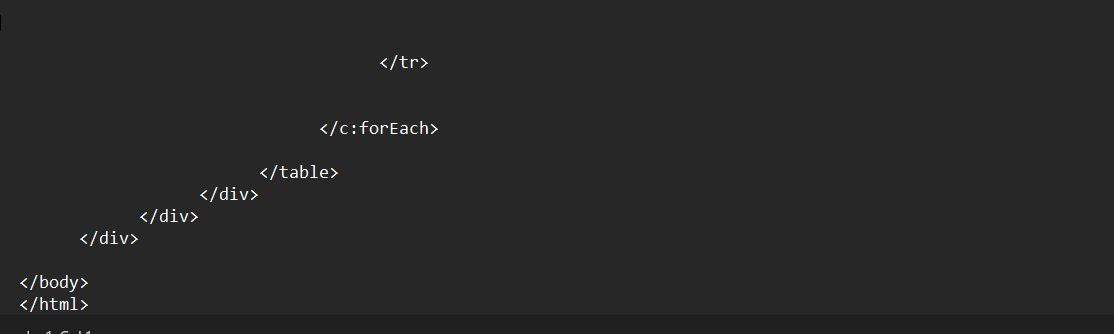 </tr>
</c:forEach>
</table>
</div>
</div>
</div>
</body>
</html>